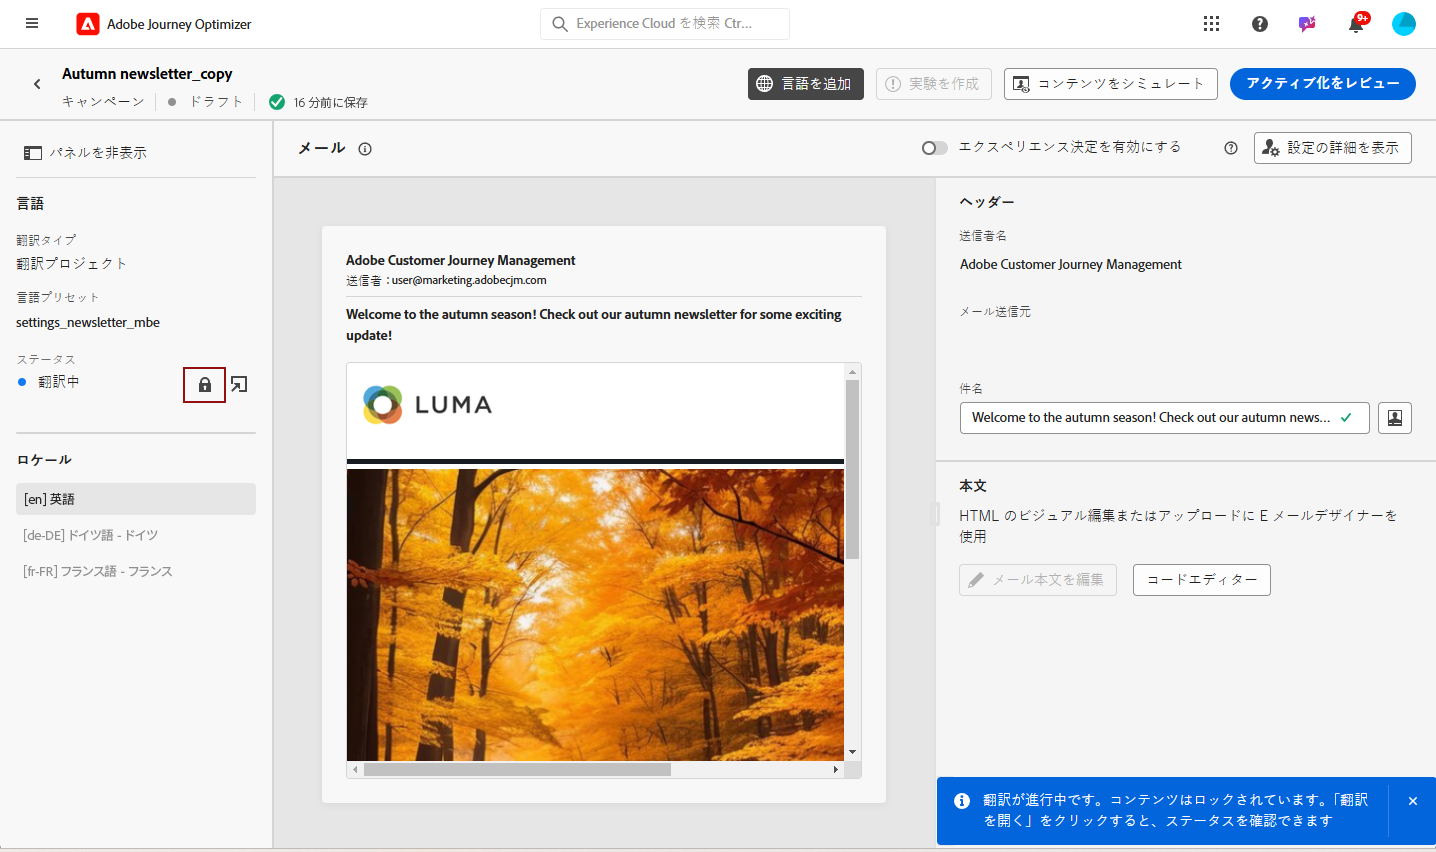 Adobe Journey Optimizer
Experience Cloud を検索 Ctr...
9+
Autumn newsletter_copy
キャンペーン
ドラフト
16 分前に保存
言語を追加
実験を作成
コンテンツをシミュレート
アクティブ化をレビュー
パネルを非表示
メール
エクスペリエンス決定を有効にする
設定の詳細を表示
言語
翻訳タイプ
翻訳プロジェクト
言語プリセット
settings_newsletter_mbe
ステータス
翻訳中
ロケール
[en] 英語
[de-DE] ドイツ語 - ドイツ
[fr-FR] フランス語 - フランス
Adobe Customer Journey Management
送信者 : user@marketing.adobecjm.com
Welcome to the autumn season! Check out our autumn newsletter for some exciting
update!
LUMA
ヘッダー
送信者名
Adobe Customer Journey Management
メール送信元
件名
Welcome to the autumn season! Check out our autumn news...
本文
HTML のビジュアル編集またはアップロードに E メールデザイナーを
使用
メール本文を編集
コードエディター
翻訳が進行中です。コンテンツはロックされています。「翻訳
を開く」をクリックすると、ステータスを確認できます